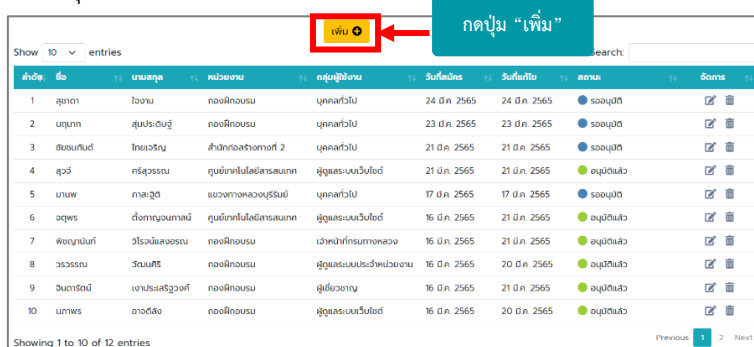 เพิ่ม
กดปุ่ม “เพิ่ม”
Show 10 entries
Search:
ลำดับ ชื่อ นามสกุล หน่วยงาน กลุ่มผู้ใช้งาน วันที่สมัคร วันที่แก้ไข สถานะ จัดการ
1 สุชาดา ใจงาม กองฝึกอบรม บุคคลทั่วไป 24 มี.ค. 2565 24 มี.ค. 2565 รออนุมัติ
2 นฤนาท สุ่มประดิษฐ์ กองฝึกอบรม บุคคลทั่วไป 23 มี.ค. 2565 23 มี.ค. 2565 รออนุมัติ
3 ชัยชนกันต์ ไทยเจริญ สำนักก่อสร้างทางที่ 2 บุคคลทั่วไป 21 มี.ค. 2565 21 มี.ค. 2565 รออนุมัติ
4 สุวจี ศรีสุวรรณ ศูนย์เทคโนโลยีสารสนเทศ ผู้ดูแลระบบเว็บไซต์ 21 มี.ค. 2565 21 มี.ค. 2565 อนุมัติแล้ว
5 มานพ ภาสะฐิติ แขวงทางหลวงบุรีรัมย์ บุคคลทั่วไป 17 มี.ค. 2565 17 มี.ค. 2565 รออนุมัติ
6 จตุพร ตั้งกาญจนภาสน์ ศูนย์เทคโนโลยีสารสนเทศ ผู้ดูแลระบบเว็บไซต์ 16 มี.ค. 2565 21 มี.ค. 2565 อนุมัติแล้ว
7 พิชญานันท์ วิโรจน์แสงอรณ กองฝึกอบรม เจ้าหน้าที่กรมทางหลวง 16 มี.ค. 2565 21 มี.ค. 2565 อนุมัติแล้ว
8 วรวรรณ วัฒนศิริ กองฝึกอบรม ผู้ดูแลระบบประจำหน่วยงาน 16 มี.ค. 2565 20 มี.ค. 2565 อนุมัติแล้ว
9 จินดารัตน์ เงาประเสริฐวงศ์ กองฝึกอบรม ผู้เชี่ยวชาญ 16 มี.ค. 2565 21 มี.ค. 2565 อนุมัติแล้ว
10 นภาพร อาจดีลัง กองฝึกอบรม ผู้ดูแลระบบเว็บไซต์ 16 มี.ค. 2565 20 มี.ค. 2565 อนุมัติแล้ว
Showing 1 to 10 of 12 entries
Previous 1 2 Next